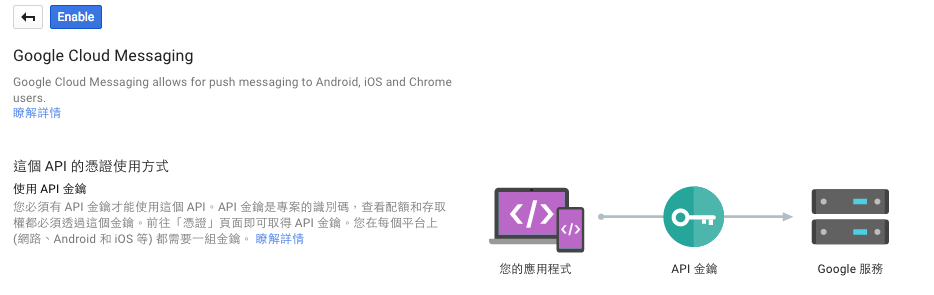 Enable
Google Cloud Messaging
Google Cloud Messaging allows for push messaging to Android, iOS and Chrome
users.
瞭解詳情
這個 API 的憑證使用方式
使用 API 金鑰
您必須有 API 金鑰才能使用這個 API。API 金鑰是專案的識別碼，查看配額和存取
權都必須透過這個金鑰。前往「憑證」頁面即可取得 API 金鑰。您在每個平台上
(網路、Android 和 iOS 等) 都需要一組金鑰。 瞭解詳情
</>
</>
您的應用程式
API 金鑰
Google 服務